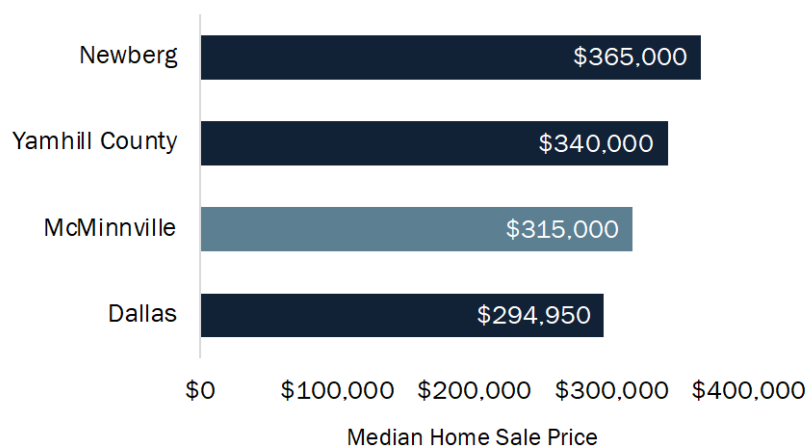 Newberg $365,000
Yamhill County $340,000
McMinnville $315,000
Dallas $294,950
$0 $100,000 $200,000 $300,000 $400,000
Median Home Sale Price